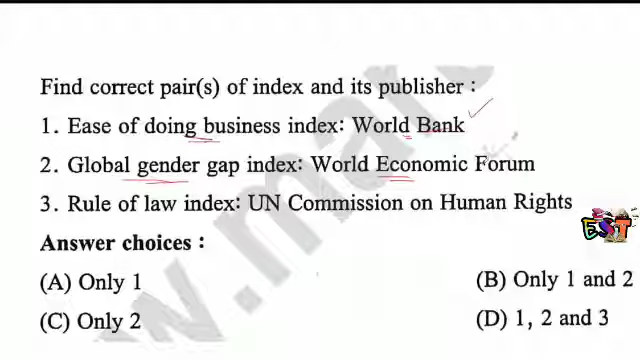 Find correct pair(s) of index and its publisher :
1. Ease of doing business index: World Bank
2. Global gender gap index: World Economic Forum
3. Rule of law index: UN Commission on Human Rights
EST
Answer choices :
(A) Only 1
(B) Only 1 and 2
(C) Only 2
(D) 1, 2 and 3